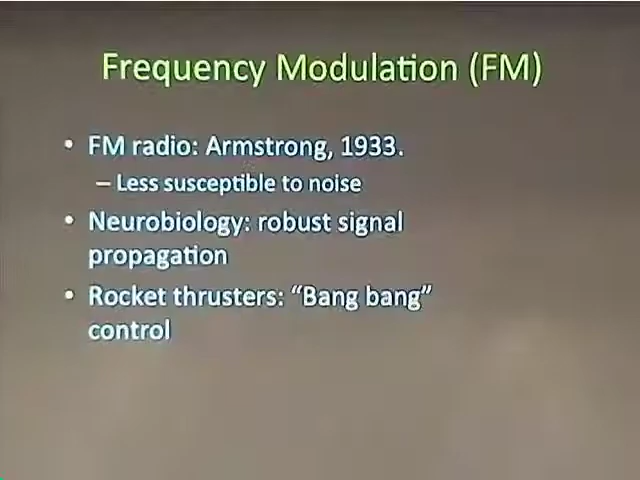 Frequency Modulation (FM)
• FM radio: Armstrong, 1933.
– Less susceptible to noise
• Neurobiology: robust signal
propagation
• Rocket thrusters: “Bang bang”
control